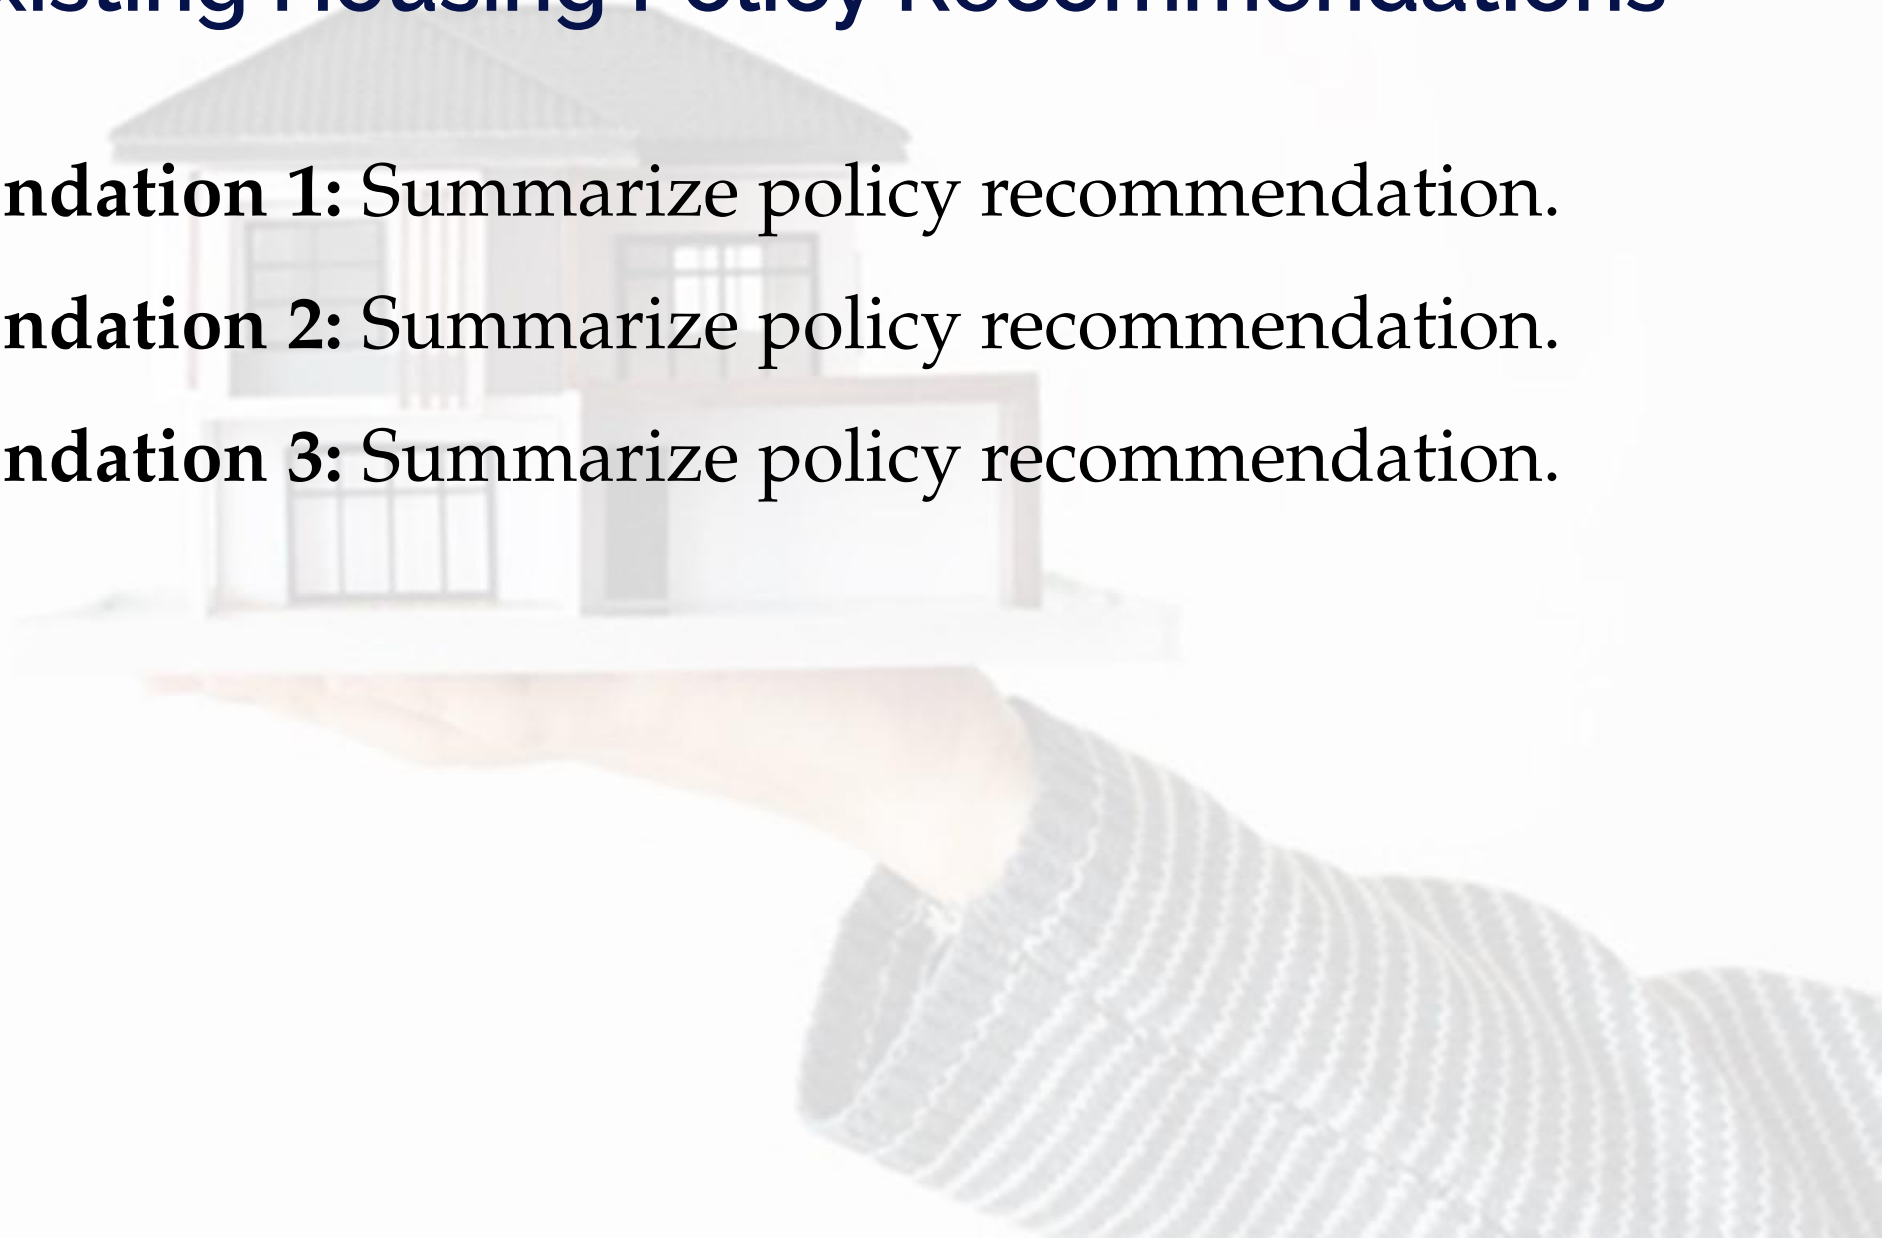 xisting Housing Policy Recommendations
ndation 1: Summarize policy recommendation.
ndation 2: Summarize policy recommendation.
ndation 3: Summarize policy recommendation.